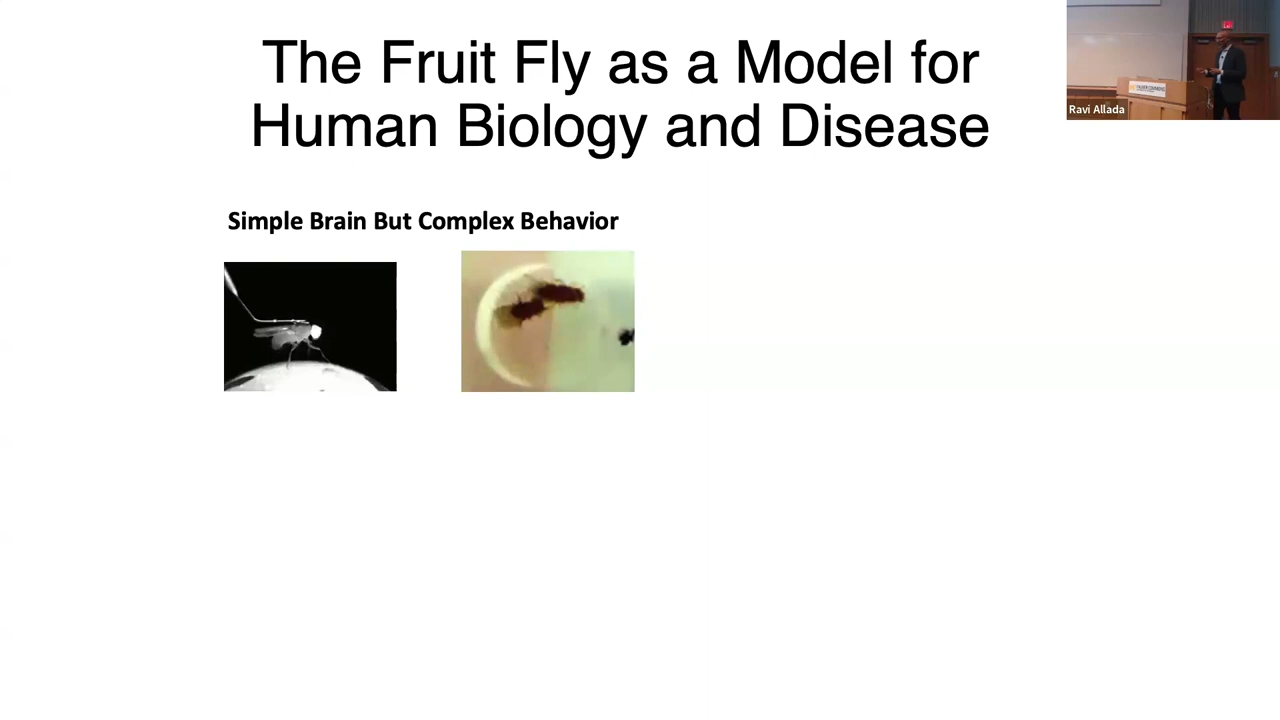 The Fruit Fly as a Model for
Human Biology and Disease
Ravi Allada
Simple Brain But Complex Behavior